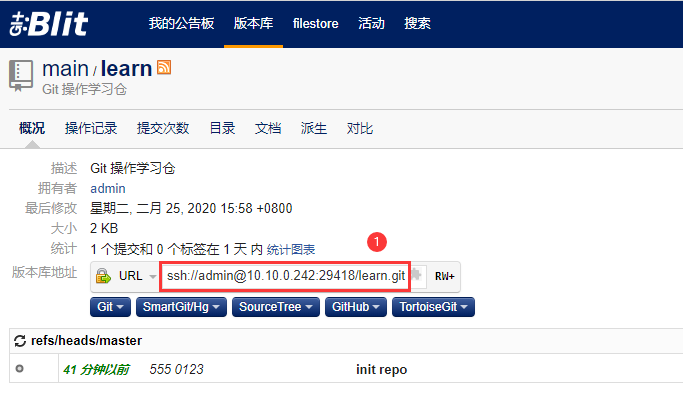 Blit 我的公告板 版本库 filestore 活动 搜索
main / learn
Git 操作学习仓
概况 操作记录 提交次数 目录 文档 派生 对比
描述 Git 操作学习仓
拥有者 admin
最后修改 星期二, 二月 25, 2020 15:58 +0800
大小 2 KB
统计 1 个提交和 0 个标签在 1 天 内 统计图表
1
版本库地址 URL ssh://admin@10.10.0.242:29418/learn.git RW+
Git SmartGit/Hg SourceTree GitHub TortoiseGit
refs/heads/master
41 分钟以前 555 0123 init repo